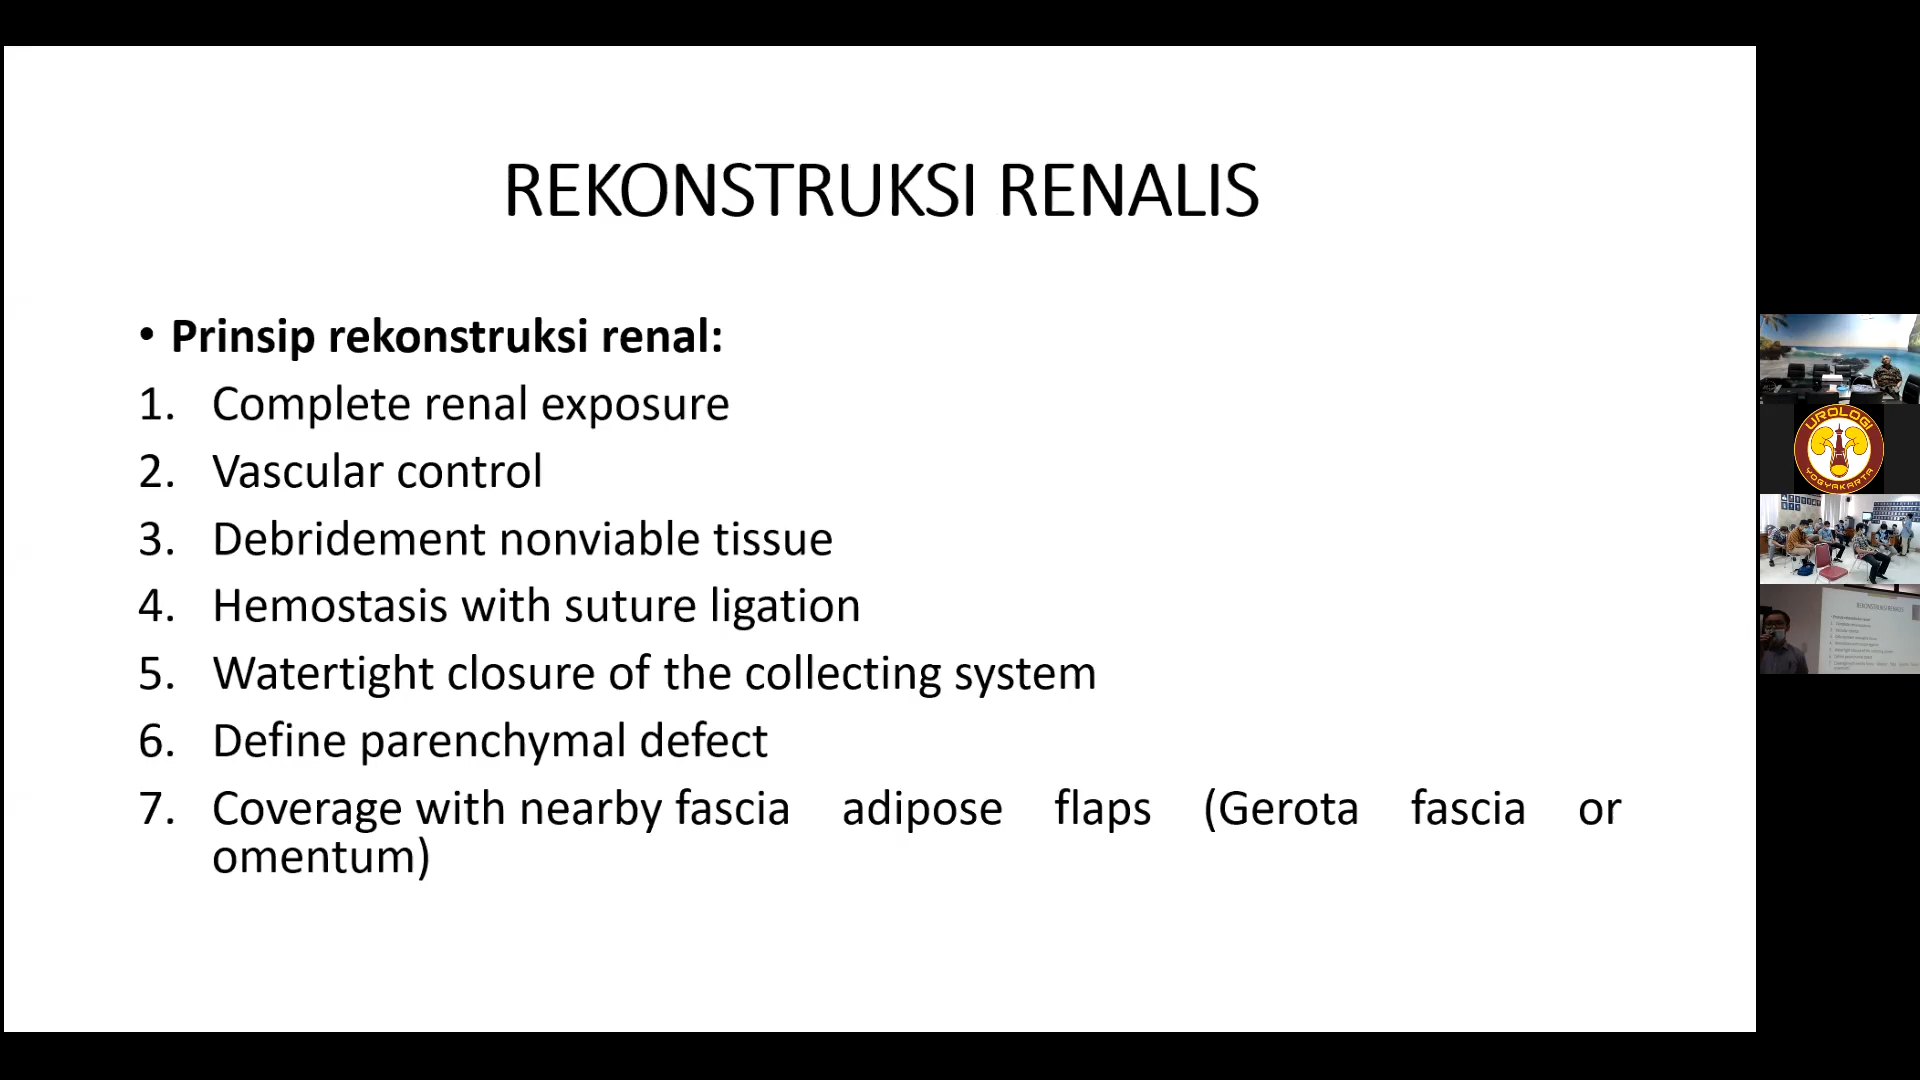 REKONSTRUKSI RENALIS
• Prinsip rekonstruksi renal:
1. Complete renal exposure
2. Vascular control
3. Debridement nonviable tissue
4. Hemostasis with suture ligation
5. Watertight closure of the collecting system
6. Define parenchymal defect
7. Coverage with nearby fascia adipose flaps (Gerota fascia or
omentum)
UROLOGI
YOGYAKARTA
REKONSTRUKSI RENALIS